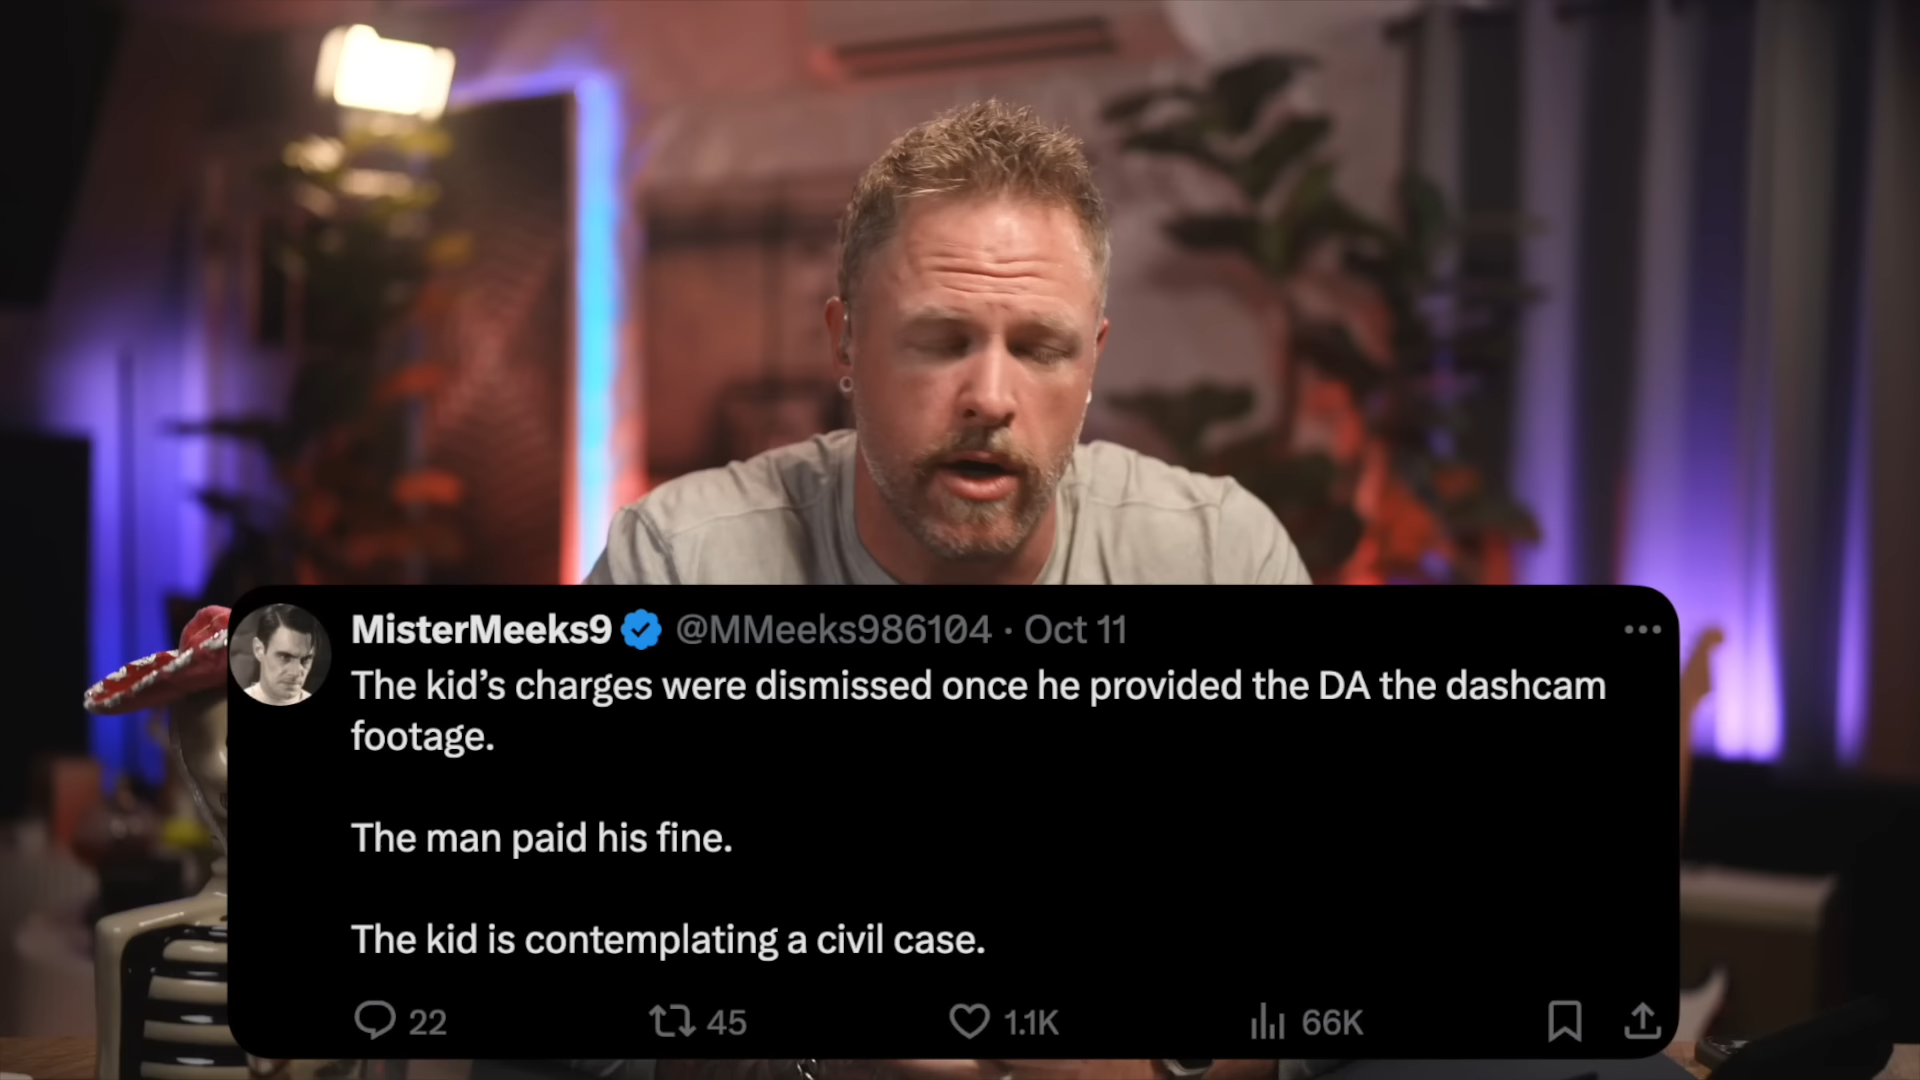 MisterMeeks9 @MMeeks986104 · Oct 11
The kid’s charges were dismissed once he provided the DA the dashcam
footage.
The man paid his fine.
The kid is contemplating a civil case.
22 45 1.1K 66K